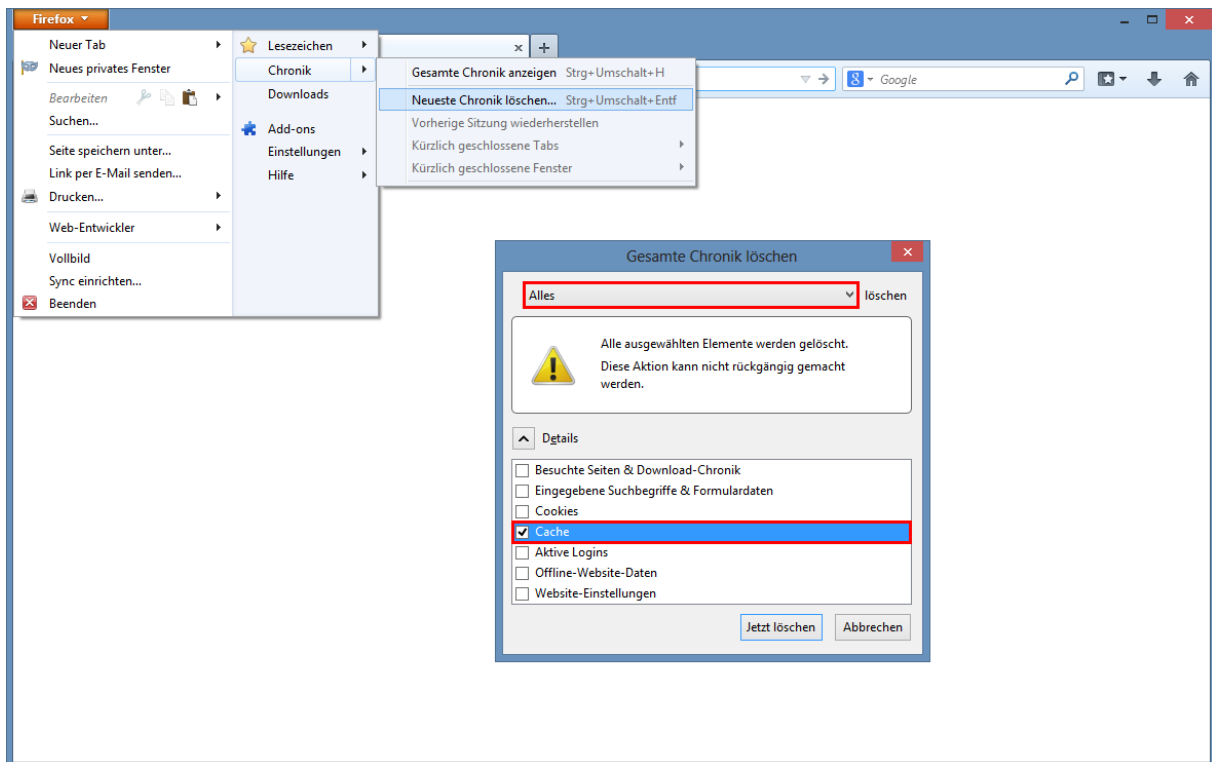 Firefox
Neuer Tab
Neues privates Fenster
Bearbeiten
Suchen...
Seite speichern unter...
Link per E-Mail senden...
Drucken...
Web-Entwickler
Vollbild
Sync einrichten...
Beenden
Lesezeichen
Chronik
Downloads
Add-ons
Einstellungen
Hilfe
Gesamte Chronik anzeigen Strg+Umschalt+H
Neueste Chronik löschen... Strg+Umschalt+Entf
Vorherige Sitzung wiederherstellen
Kürzlich geschlossene Tabs
Kürzlich geschlossene Fenster
8 Google
Gesamte Chronik löschen
Alles löschen
Alle ausgewählten Elemente werden gelöscht.
Diese Aktion kann nicht rückgängig gemacht
werden.
Details
Besuchte Seiten & Download-Chronik
Eingegebene Suchbegriffe & Formulardaten
Cookies
Cache
Aktive Logins
Offline-Website-Daten
Website-Einstellungen
Jetzt löschen Abbrechen